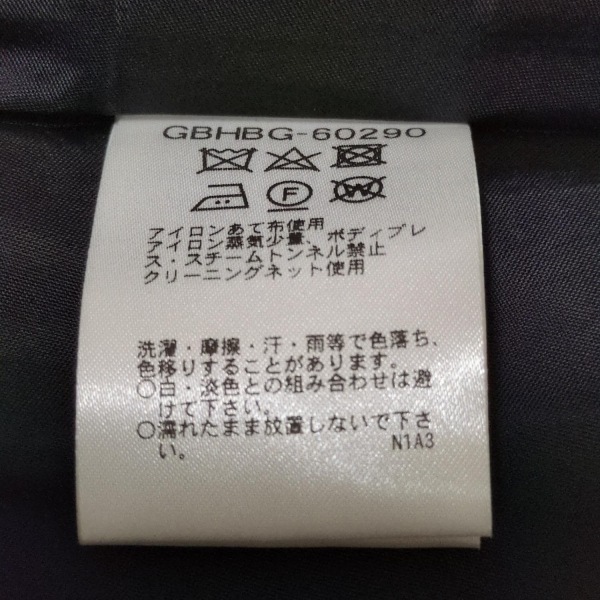 GBHBG-60290
F
W
アイロンあて布使用
アイロン蒸気少量、ボディプレ
ス・スチームトンネル禁止
クリーニングネット使用
洗濯・摩擦・汗・雨等で色落ち、
色移りすることがあります。
○白・淡色との組み合わせは避
けて下さい。
○濡れたまま放置しないで下さ
い。
N1A3